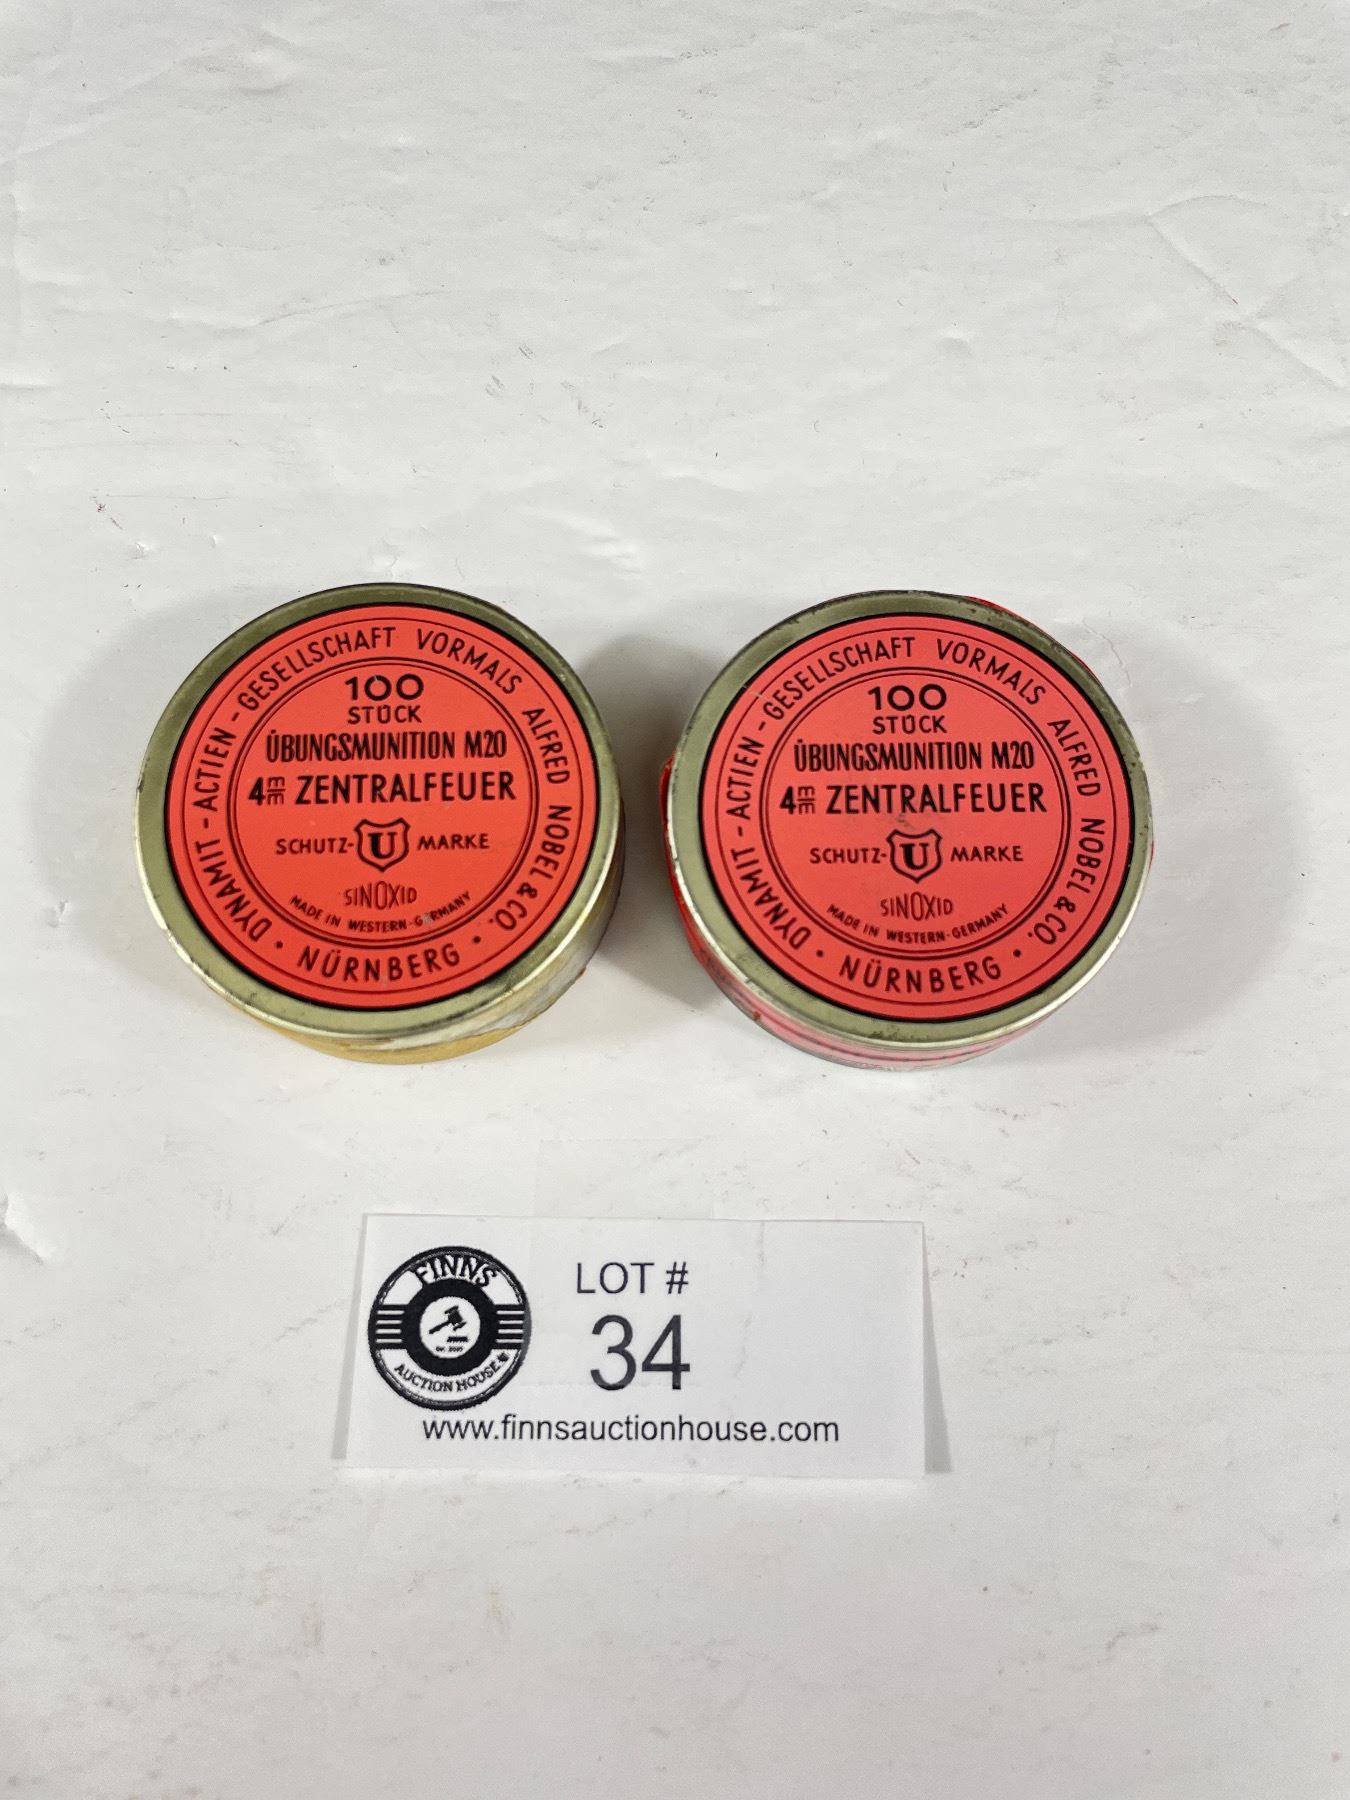 DYNAMIT-ACTIEN-GESELLSCHAFT VORMALS ALFRED NOBEL & CO.
• NÜRNBERG •
100
STÜCK
ÜBUNGSMUNITION M20
4mm ZENTRALFEUER
SCHUTZ- U MARKE
SINOXID
MADE IN WESTERN-GERMANY
DYNAMIT-ACTIEN-GESELLSCHAFT VORMALS ALFRED NOBEL & CO.
• NÜRNBERG •
100
STÜCK
ÜBUNGSMUNITION M20
4mm ZENTRALFEUER
SCHUTZ- U MARKE
SINOXID
MADE IN WESTERN-GERMANY
FINNS
AUCTION HOUSE
LOT #
34
www.finnsauctionhouse.com